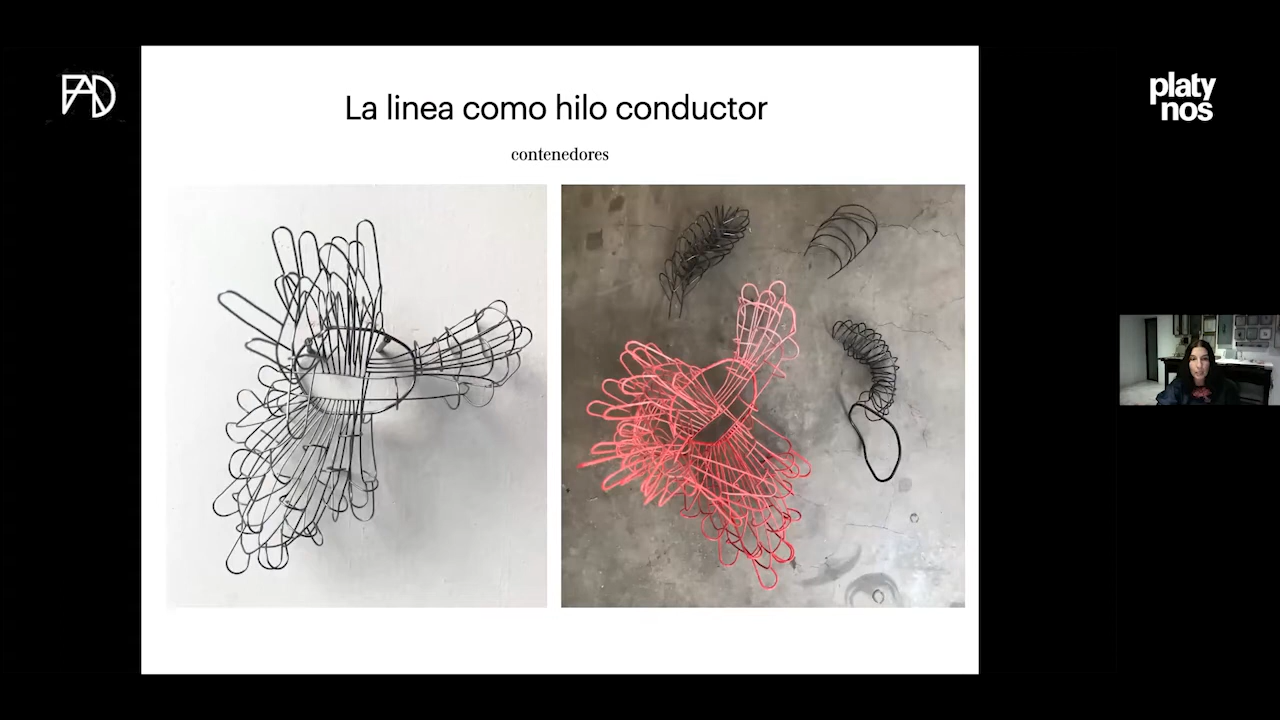 FAD
La linea como hilo conductor
contenedores
platy
nos